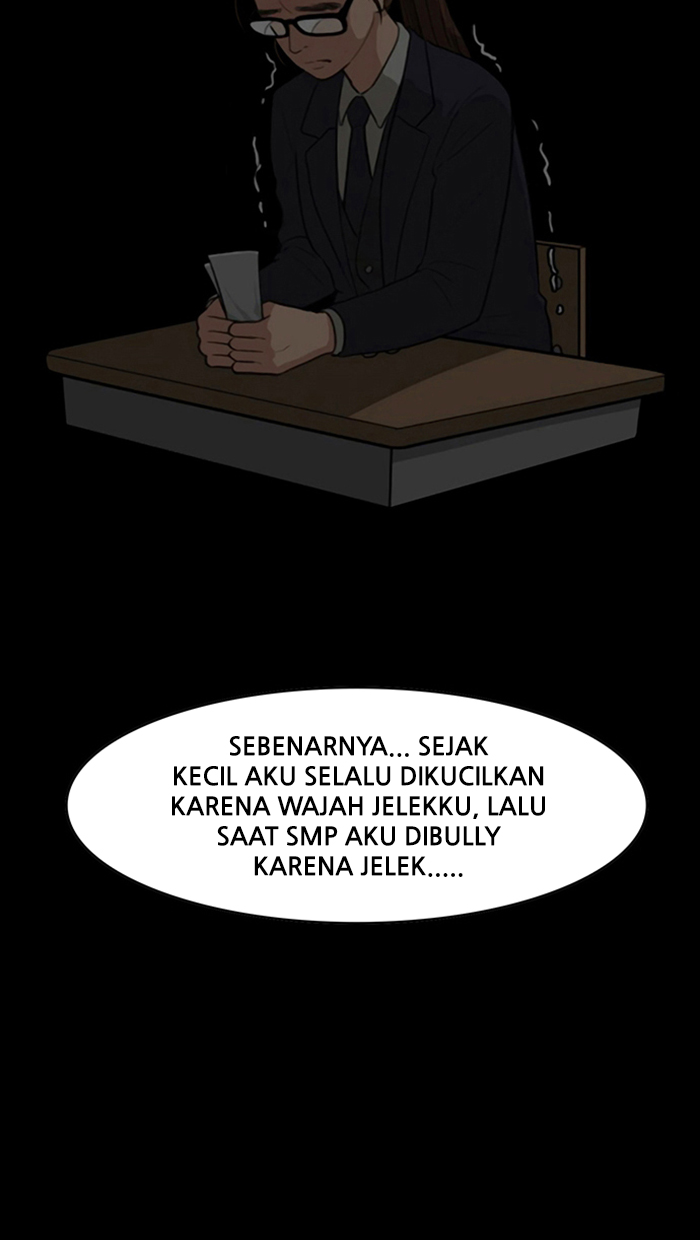 SEBENARNYA... SEJAK
KECIL AKU SELALU DIKUCILKAN
KARENA WAJAH JELEKKU, LALU
SAAT SMP AKU DIBULLY
KARENA JELEK.....